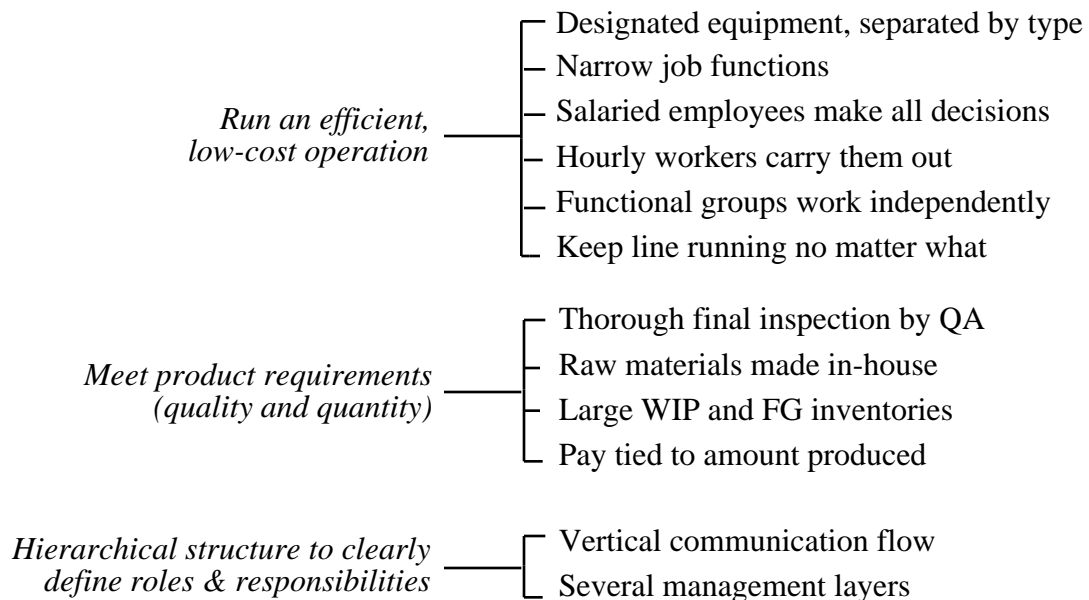 Run an efficient,
low-cost operation
Designated equipment, separated by type
Narrow job functions
Salaried employees make all decisions
Hourly workers carry them out
Functional groups work independently
Keep line running no matter what
Meet product requirements
(quality and quantity)
Thorough final inspection by QA
Raw materials made in-house
Large WIP and FG inventories
Pay tied to amount produced
Hierarchical structure to clearly
define roles & responsibilities
Vertical communication flow
Several management layers